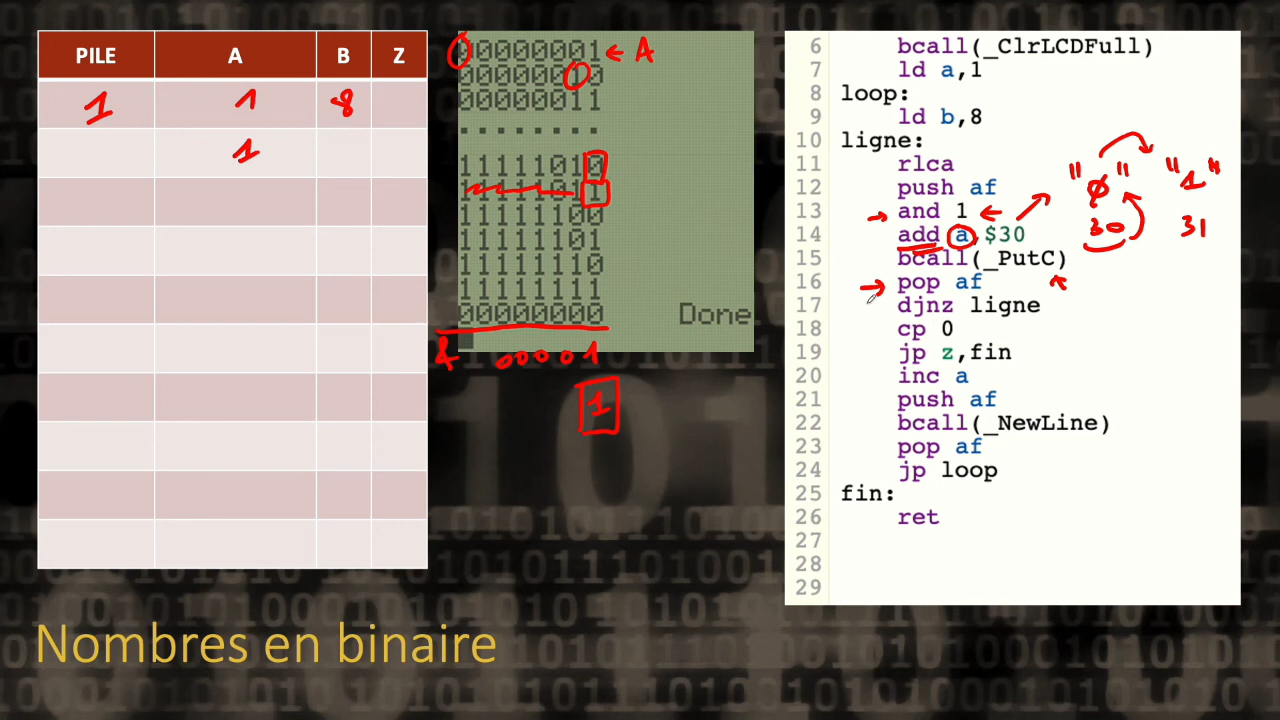 PILE A B Z
1 1 8
1
00000001 ← A
00000000
00000011
........
11111010
11111011
11111100
11111101
11111110
11111111
00000000 Done
& 00001
1
6 bcall(_ClrLCDFull)
7 ld a,1
8 loop:
9 ld b,8
10 ligne:
11 rlca
12 push af
13 and 1
14 add a,$30
15 bcall(_PutC)
16 pop af
17 djnz ligne
18 cp 0
19 jp z,fin
20 inc a
21 push af
22 bcall(_NewLine)
23 pop af
24 jp loop
25 fin:
26 ret
27
28
29
"0" "1"
30 31
Nombres en binaire